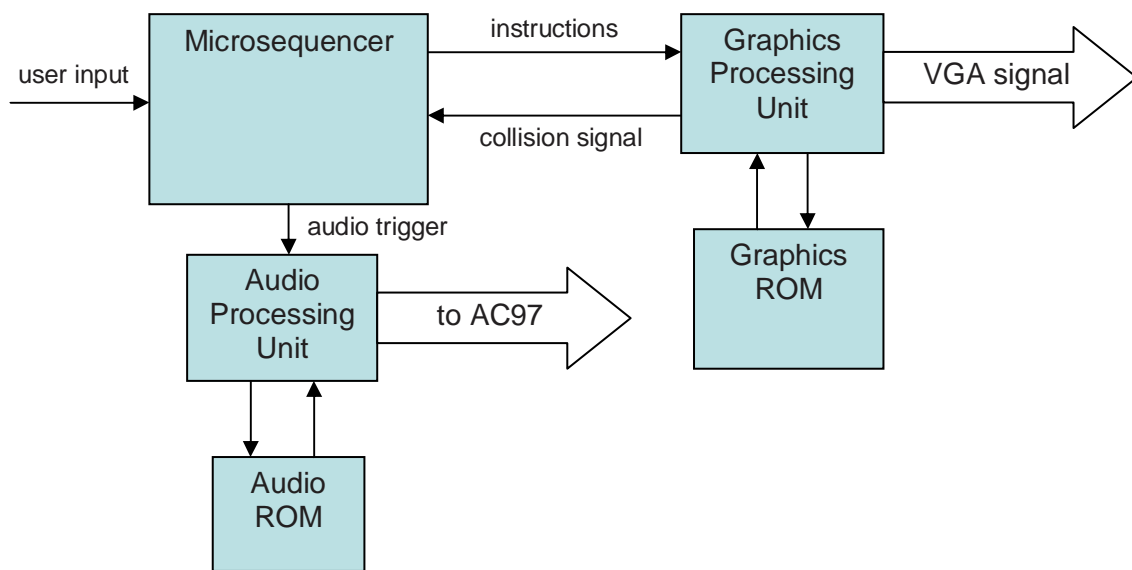 Microsequencer
instructions
Graphics
Processing
Unit
VGA signal
user input
collision signal
audio trigger
Graphics
ROM
Audio
Processing
Unit
to AC97
Audio
ROM